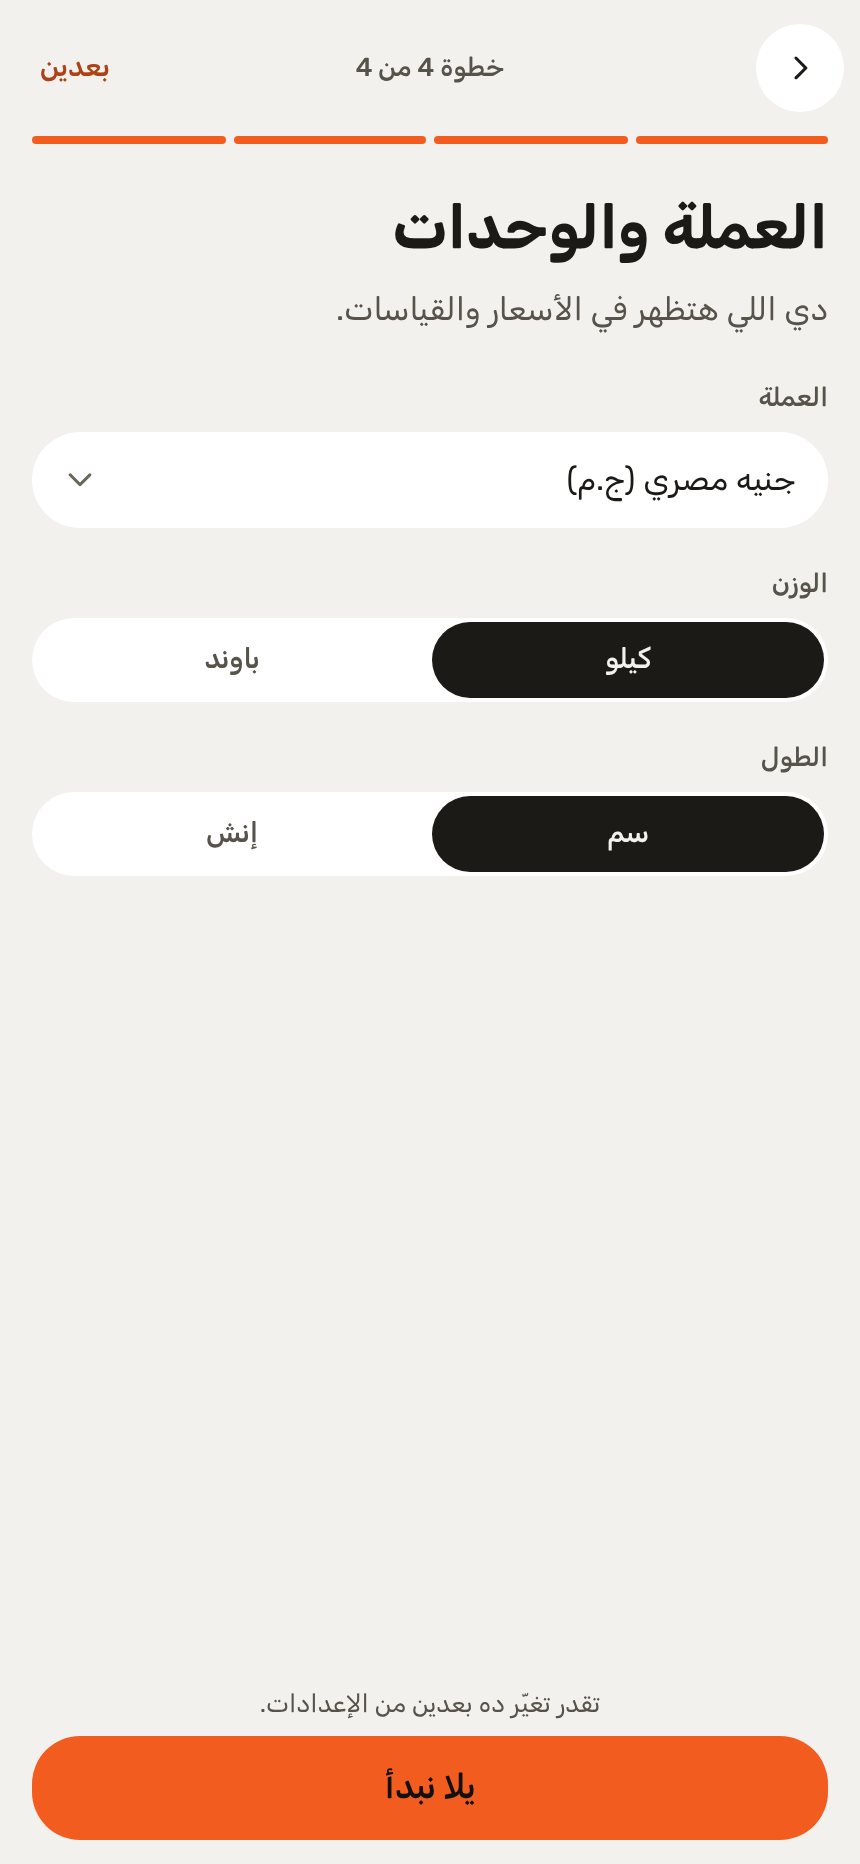 خطوة 4 من 4
بعدين
العملة والوحدات
دي اللي هتظهر في الأسعار والقياسات.
العملة
جنيه مصري (ج.م)
الوزن
كيلو
باوند
الطول
سم
إنش
تقدر تغيّر ده بعدين من الإعدادات.
يلا نبدأ